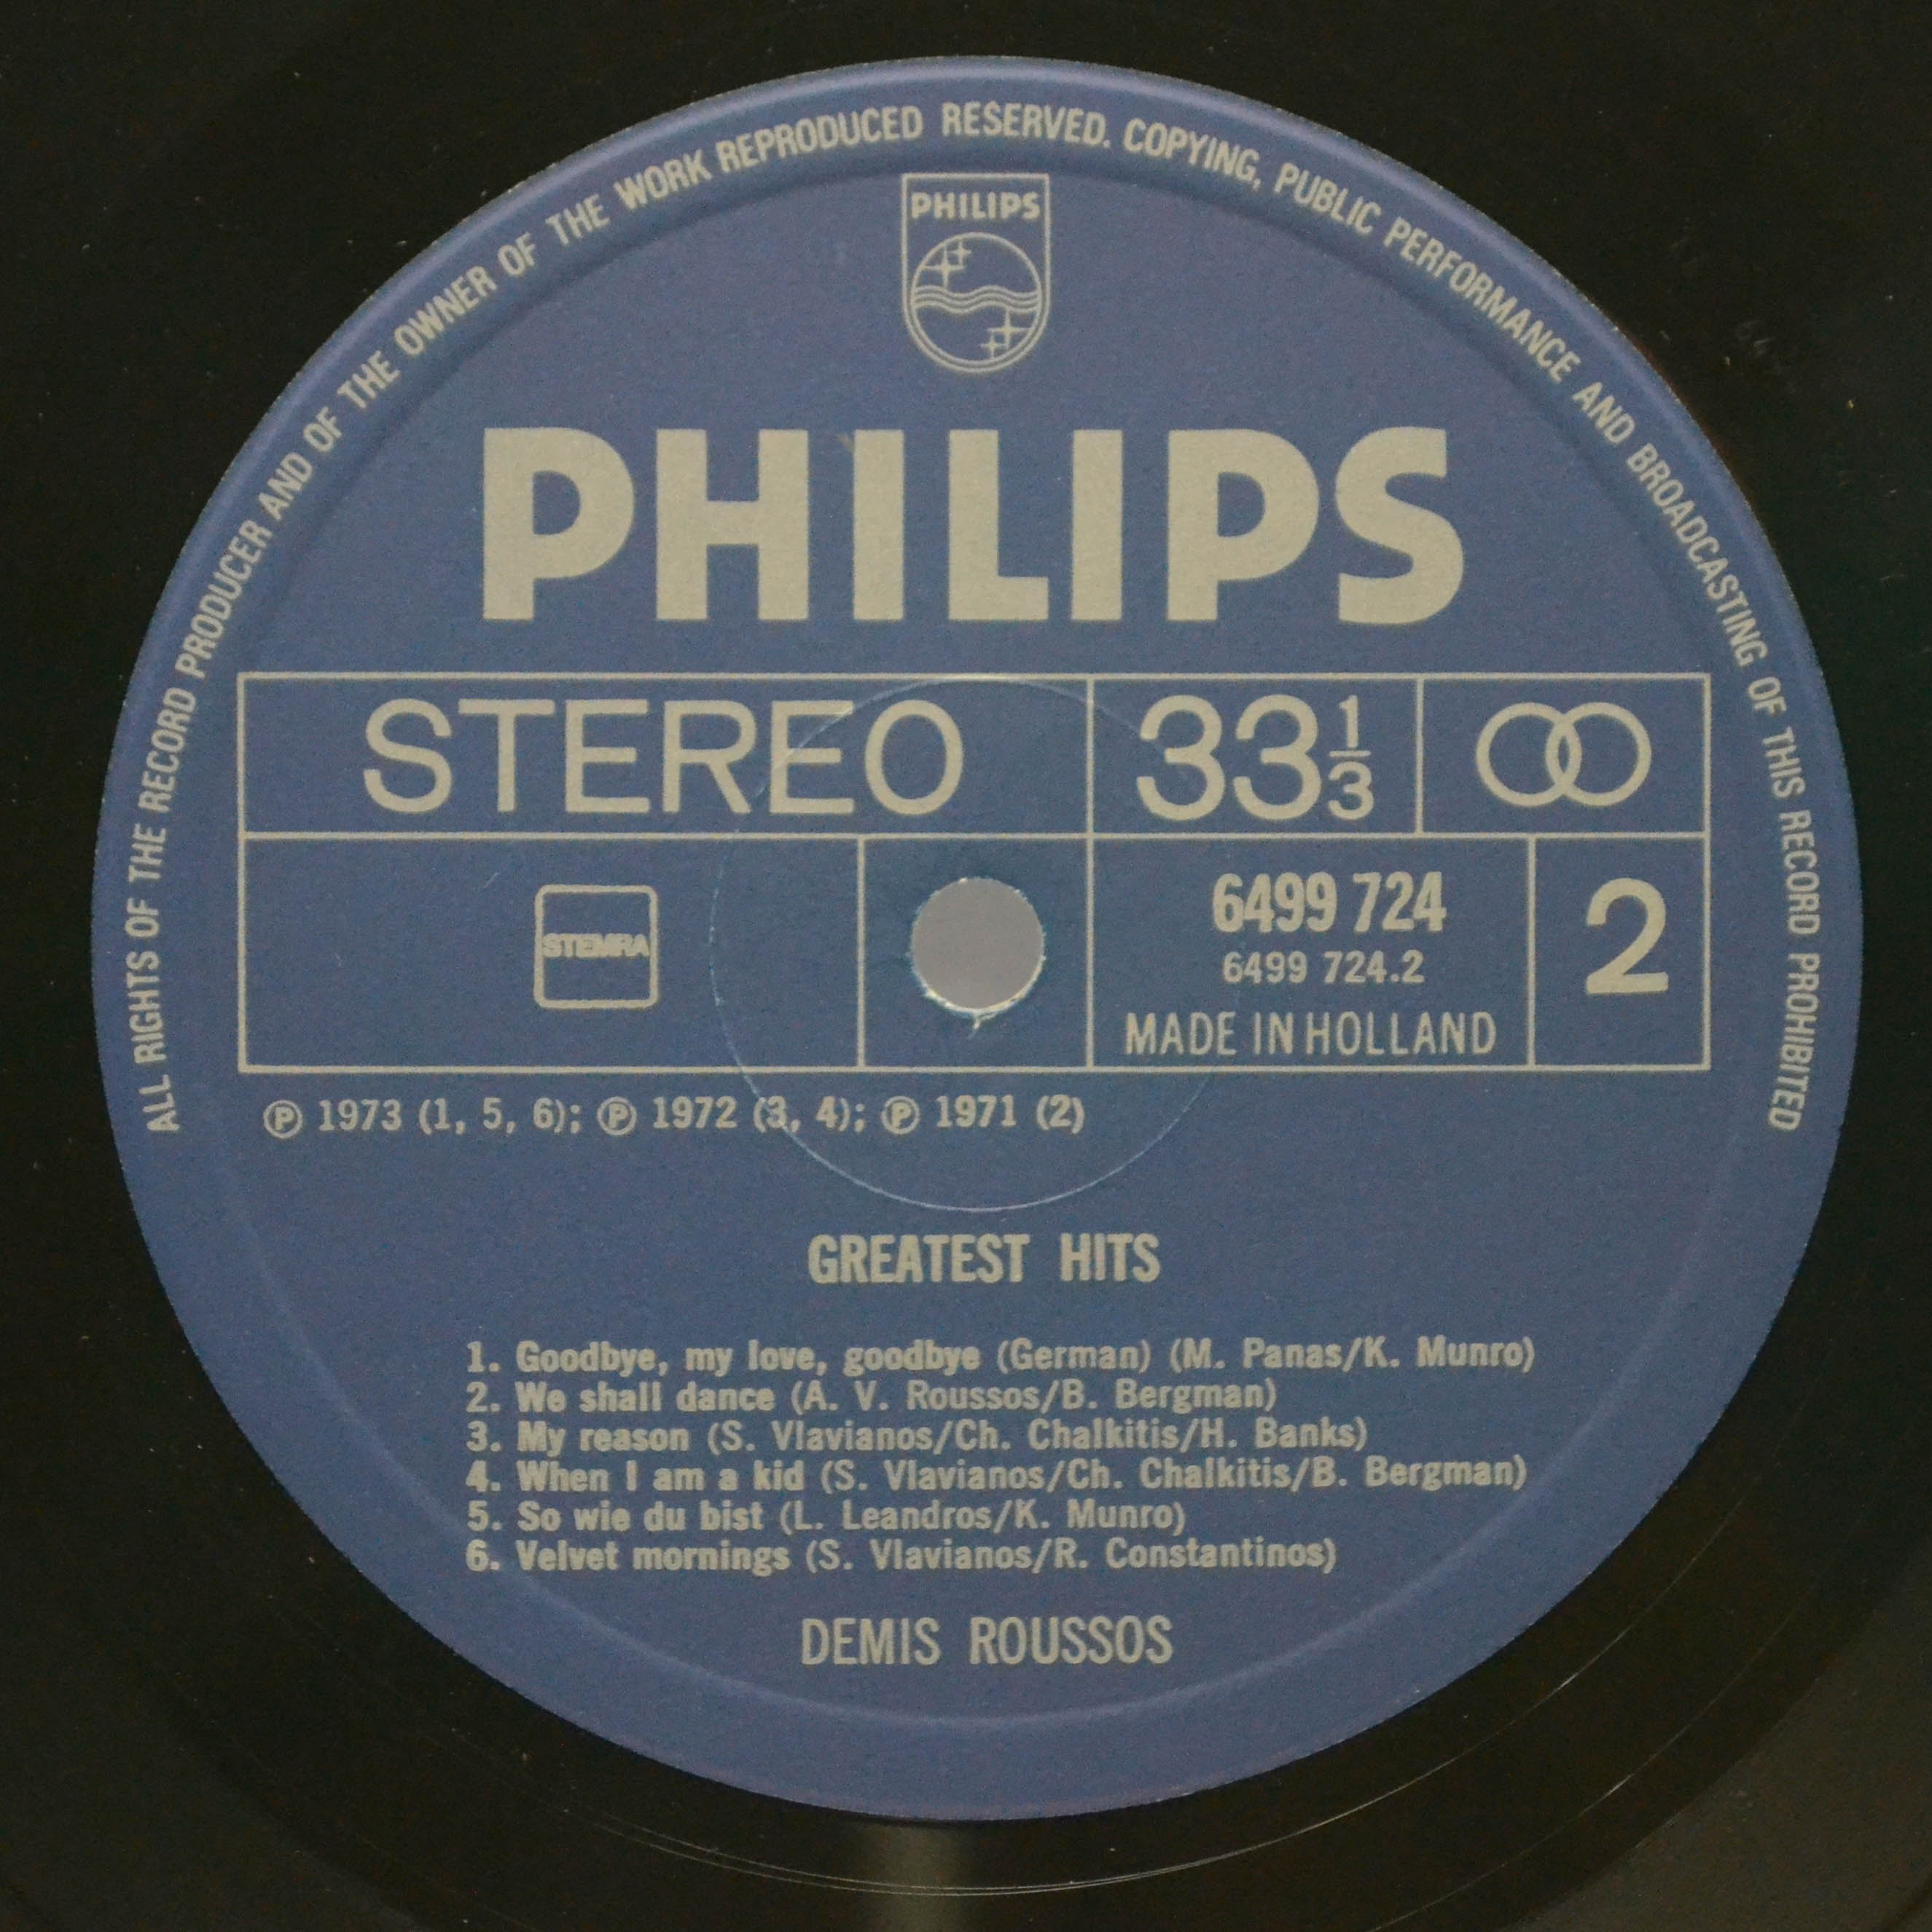 ALL RIGHTS OF THE RECORD PRODUCER AND OF THE OWNER OF THE WORK REPRODUCED RESERVED. COPYING, PUBLIC PERFORMANCE AND BROADCASTING OF THIS RECORD PROHIBITED
PHILIPS
PHILIPS
STEREO 33 1/3
STEMRA
6499 724
6499 724.2
MADE IN HOLLAND
2
Ⓟ 1973 (1, 5, 6); Ⓟ 1972 (3, 4); Ⓟ 1971 (2)
GREATEST HITS
1. Goodbye, my love, goodbye (German) (M. Panas/K. Munro)
2. We shall dance (A. V. Roussos/B. Bergman)
3. My reason (S. Vlavianos/Ch. Chalkitis/H. Banks)
4. When I am a kid (S. Vlavianos/Ch. Chalkitis/B. Bergman)
5. So wie du bist (L. Leandros/K. Munro)
6. Velvet mornings (S. Vlavianos/R. Constantinos)
DEMIS ROUSSOS